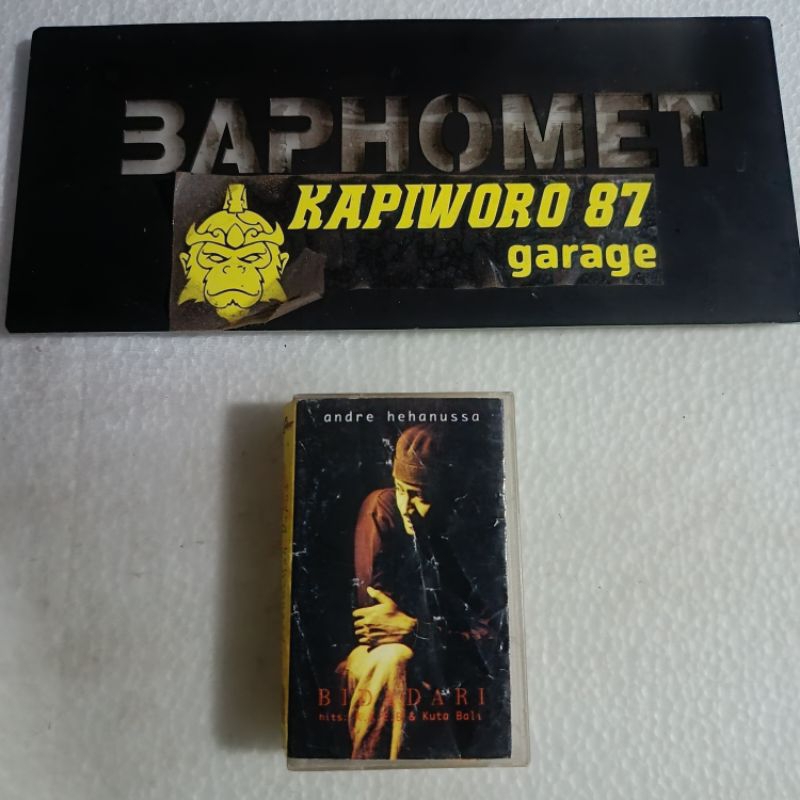 BAPHOMET
KAPIWORO 87
garage
andre hehanussa
BIDADARI
hits: & Kuta Bali